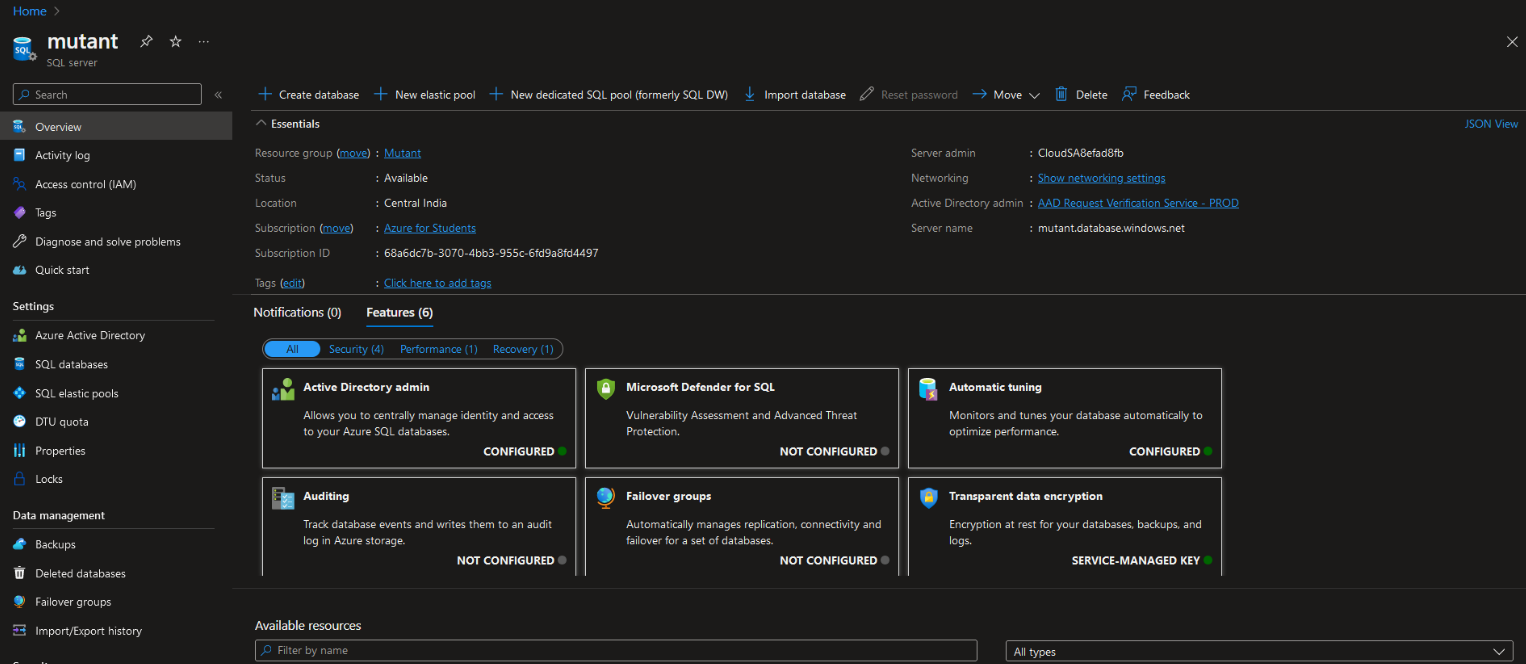 Home >
mutant
SQL server
Search
Create database
New elastic pool
New dedicated SQL pool (formerly SQL DW)
Import database
Reset password
Move
Delete
Feedback
Overview
Activity log
Access control (IAM)
Tags
Diagnose and solve problems
Quick start
Settings
Azure Active Directory
SQL databases
SQL elastic pools
DTU quota
Properties
Locks
Data management
Backups
Deleted databases
Failover groups
Import/Export history
Essentials
JSON View
Resource group (move) : Mutant
Status : Available
Location : Central India
Subscription (move) : Azure for Students
Subscription ID : 68a6dc7b-3070-4bb3-955c-6fd9a8fd4497
Tags (edit) : Click here to add tags
Server admin : CloudSA8efad8fb
Networking : Show networking settings
Active Directory admin : AAD Request Verification Service - PROD
Server name : mutant.database.windows.net
Notifications (0)
Features (6)
All
Security (4)
Performance (1)
Recovery (1)
Active Directory admin
Allows you to centrally manage identity and access
to your Azure SQL databases.
CONFIGURED
Microsoft Defender for SQL
Vulnerability Assessment and Advanced Threat
Protection.
NOT CONFIGURED
Automatic tuning
Monitors and tunes your database automatically to
optimize performance.
CONFIGURED
Auditing
Track database events and writes them to an audit
log in Azure storage.
NOT CONFIGURED
Failover groups
Automatically manages replication, connectivity and
failover for a set of databases.
NOT CONFIGURED
Transparent data encryption
Encryption at rest for your databases, backups, and
logs.
SERVICE-MANAGED KEY
Available resources
Filter by name
All types